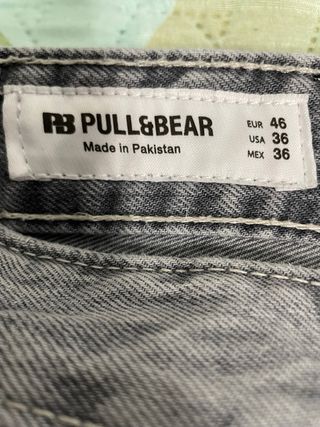 PB PULL&BEAR
Made in Pakistan
EUR 46
USA 36
MEX 36